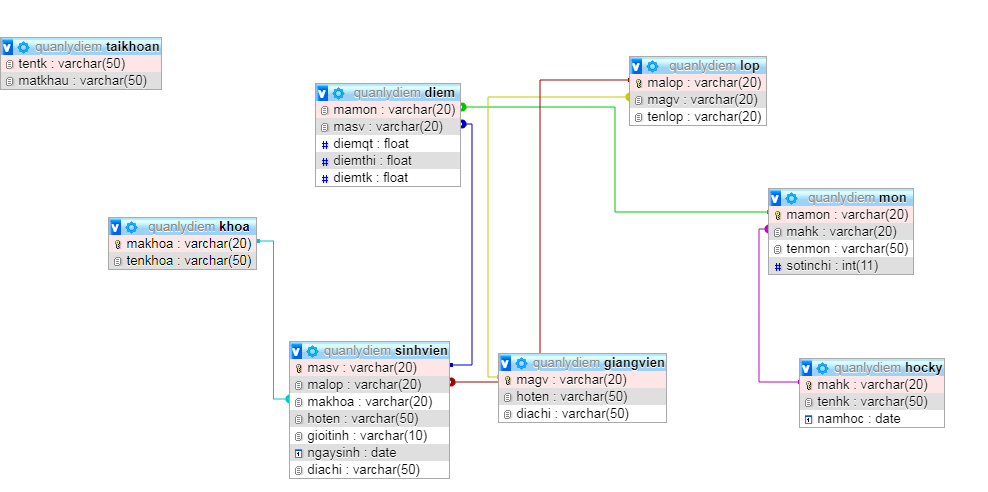 quanlydiem taikhoan
tentk : varchar(50)
matkhau : varchar(50)
quanlydiem diem
mamon : varchar(20)
masv : varchar(20)
diemqt : float
diemthi : float
diemtk : float
quanlydiem lop
malop : varchar(20)
magv : varchar(20)
tenlop : varchar(20)
quanlydiem khoa
makhoa : varchar(20)
tenkhoa : varchar(50)
quanlydiem mon
mamon : varchar(20)
mahk : varchar(20)
tenmon : varchar(50)
sotinchi : int(11)
quanlydiem sinhvien
masv : varchar(20)
malop : varchar(20)
makhoa : varchar(20)
hoten : varchar(50)
gioitinh : varchar(10)
ngaysinh : date
diachi : varchar(50)
quanlydiem giangvien
magv : varchar(20)
hoten : varchar(50)
diachi : varchar(50)
quanlydiem hocky
mahk : varchar(20)
tenhk : varchar(50)
namhoc : date